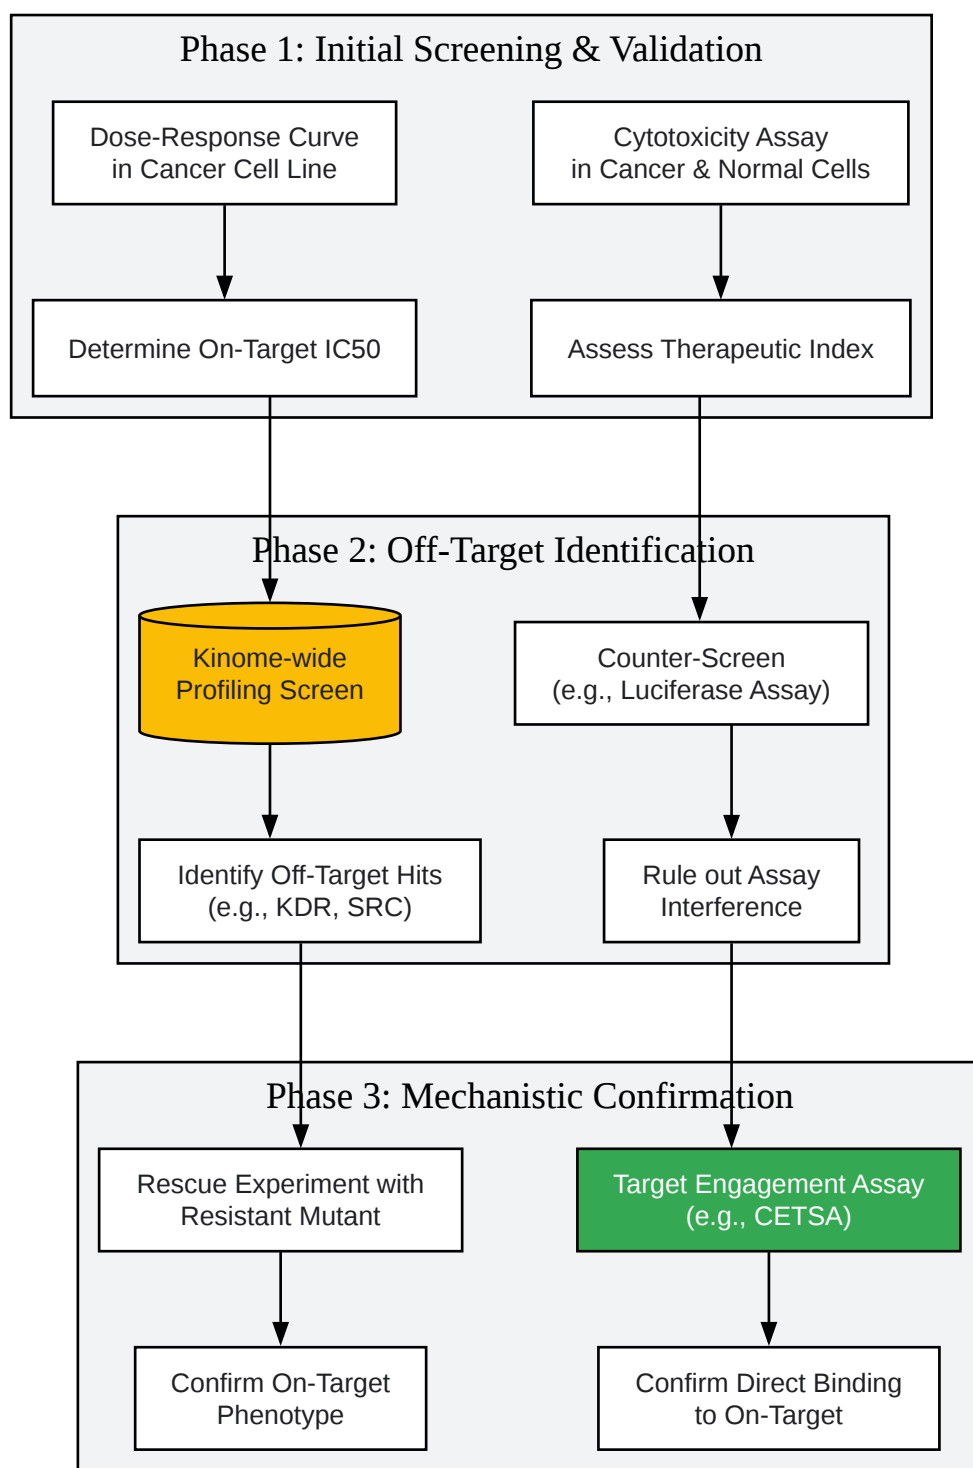 Phase 1: Initial Screening & Validation
Dose-Response Curve
in Cancer Cell Line
Cytotoxicity Assay
in Cancer & Normal Cells
Determine On-Target IC50
Assess Therapeutic Index
Phase 2: Off-Target Identification
Kinome-wide
Profiling Screen
Counter-Screen
(e.g., Luciferase Assay)
Identify Off-Target Hits
(e.g., KDR, SRC)
Rule out Assay
Interference
Phase 3: Mechanistic Confirmation
Rescue Experiment with
Resistant Mutant
Target Engagement Assay
(e.g., CETSA)
Confirm On-Target
Phenotype
Confirm Direct Binding
to On-Target